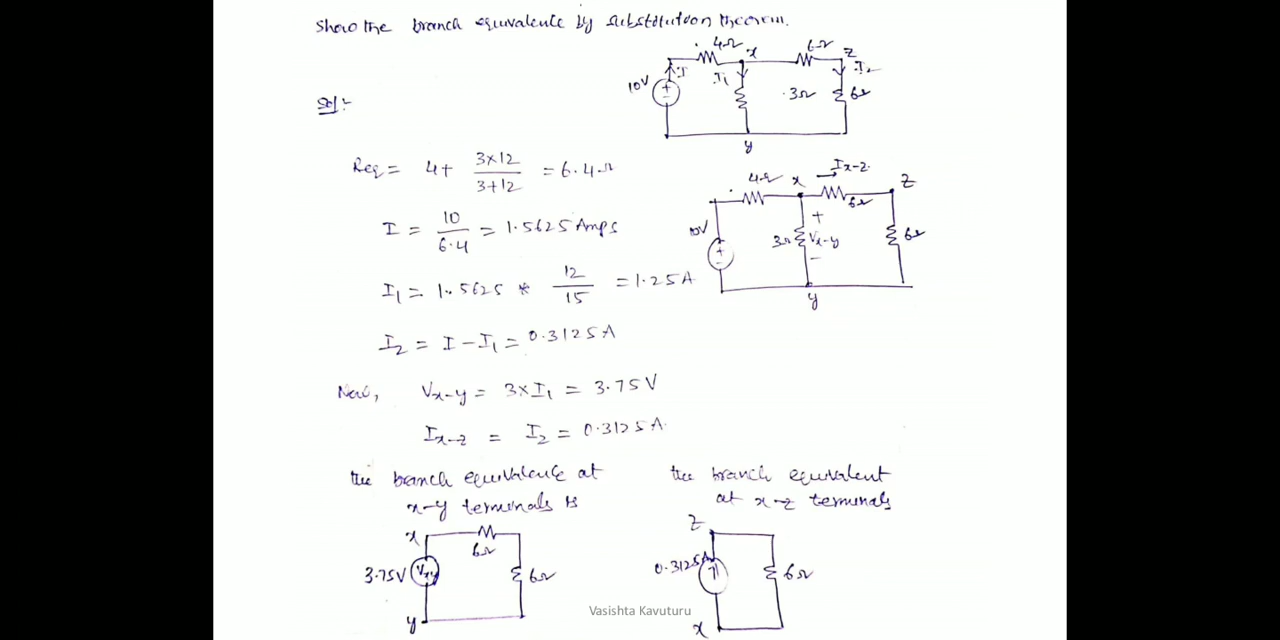 Show the branch equivalence by substitution theorem.
4Ω x 6Ω z
10V I I1 3Ω I2 6Ω
y
Sol:-
Req = 4 + 3×12 / 3+12 = 6.4Ω
I = 10 / 6.4 = 1.5625 Amps
I1 = 1.5625 * 12 / 15 = 1.25A
I2 = I - I1 = 0.3125A
4Ω x Ix-z 6Ω z
10V 3Ω + Vx-y - 6Ω
y
Now, Vx-y = 3×I1 = 3.75V
Ix-z = I2 = 0.3125A
the branch equivalence at
x-y terminals is
x 6Ω
3.75V Vxy 6Ω
y
the branch equivalent
at x-z terminals
z
0.3125A 6Ω
x
Vasishta Kavuturu